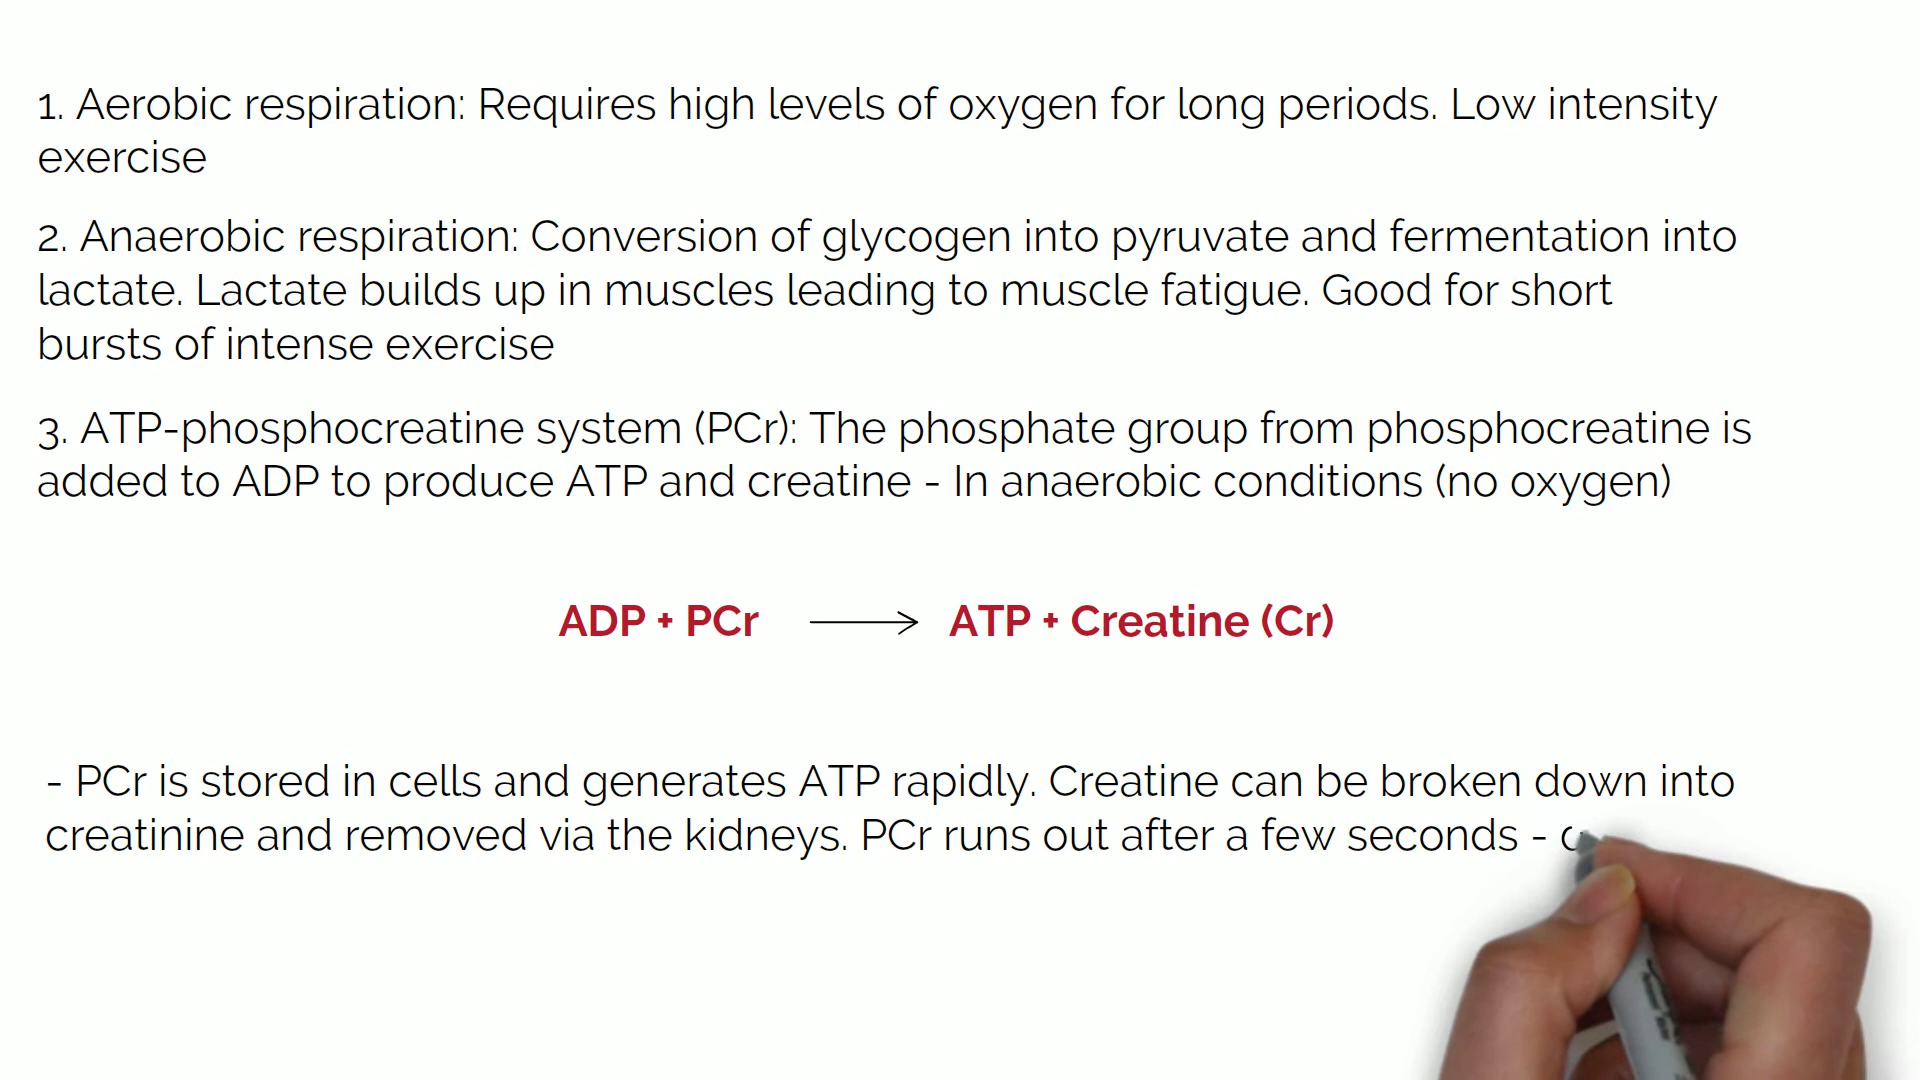 1. Aerobic respiration: Requires high levels of oxygen for long periods. Low intensity
exercise
2. Anaerobic respiration: Conversion of glycogen into pyruvate and fermentation into
lactate. Lactate builds up in muscles leading to muscle fatigue. Good for short
bursts of intense exercise
3. ATP-phosphocreatine system (PCr): The phosphate group from phosphocreatine is
added to ADP to produce ATP and creatine - In anaerobic conditions (no oxygen)
ADP + PCr → ATP + Creatine (Cr)
- PCr is stored in cells and generates ATP rapidly. Creatine can be broken down into
creatinine and removed via the kidneys. PCr runs out after a few seconds -